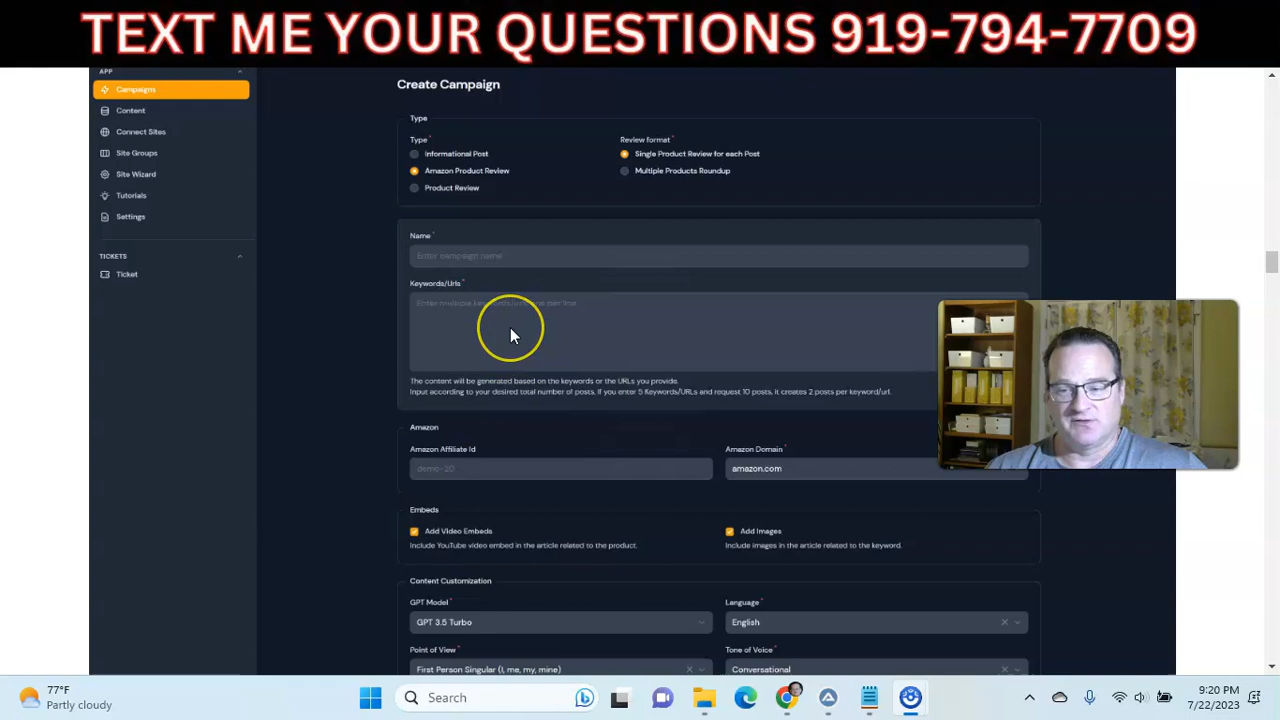 TEXT ME YOUR QUESTIONS 919-794-7709
APP
Campaigns
Content
Connect Sites
Site Groups
Site Wizard
Tutorials
Settings
TICKETS
Ticket
Create Campaign
Type
Type*
Review format*
Informational Post
Single Product Review for each Post
Amazon Product Review
Multiple Products Roundup
Product Review
Name*
Enter campaign name
Keywords/Urls*
Enter multiple
The content will be generated based on the keywords or the URLs you provide.
Input according to your desired total number of posts. If you enter 5 Keywords/URLs and request 10 posts, it creates 2 posts per keyword/url.
Amazon
Amazon Affiliate Id
Amazon Domain*
demo-20
amazon.com
Embeds
Add Video Embeds
Add Images
Include YouTube video embed in the article related to the product.
Include images in the article related to the keyword.
Content Customization
GPT Model*
Language*
GPT 3.5 Turbo
English
Point of View*
Tone of Voice*
First Person Singular (I, me, my, mine)
Conversational
77°F
Partly cloudy
Search
9:20 PM
7/22/2023